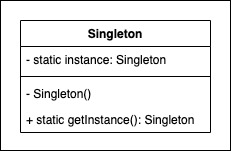 Singleton
- static instance: Singleton
- Singleton()
+ static getInstance(): Singleton